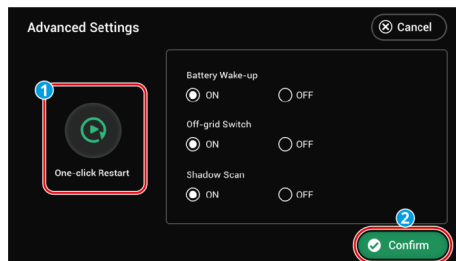 Advanced Settings
Cancel
1
One-click Restart
Battery Wake-up
ON OFF
Off-grid Switch
ON OFF
Shadow Scan
ON OFF
2
Confirm